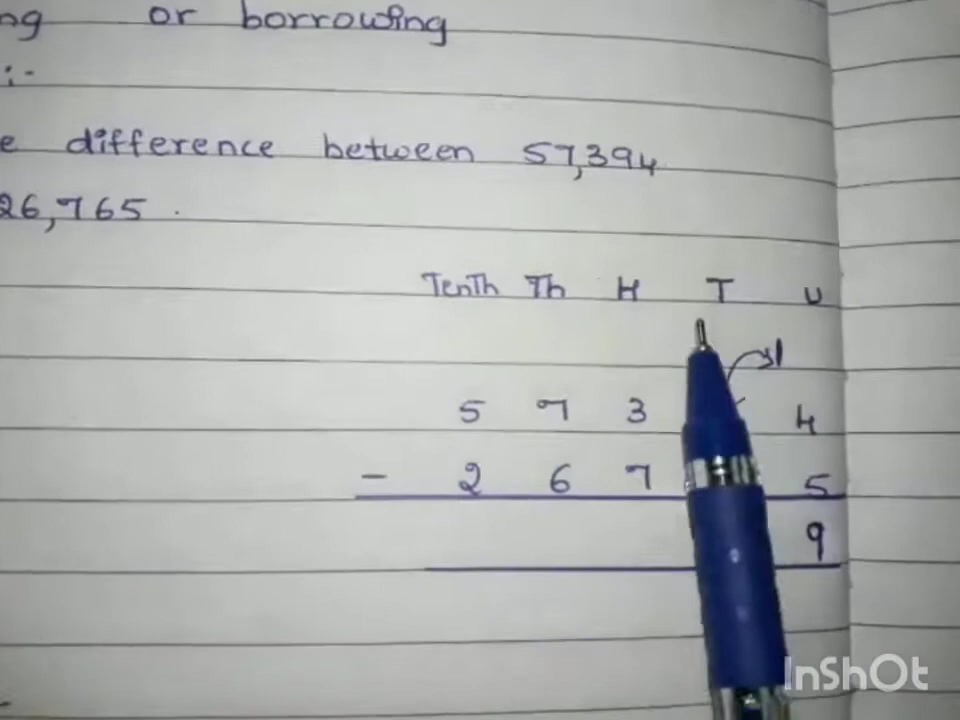 ng or borrowing
:-
e difference between 57,394
26,765.
TenTh Th H T U
1
5 7 3 4
- 2 6 7 5
9
InShOt